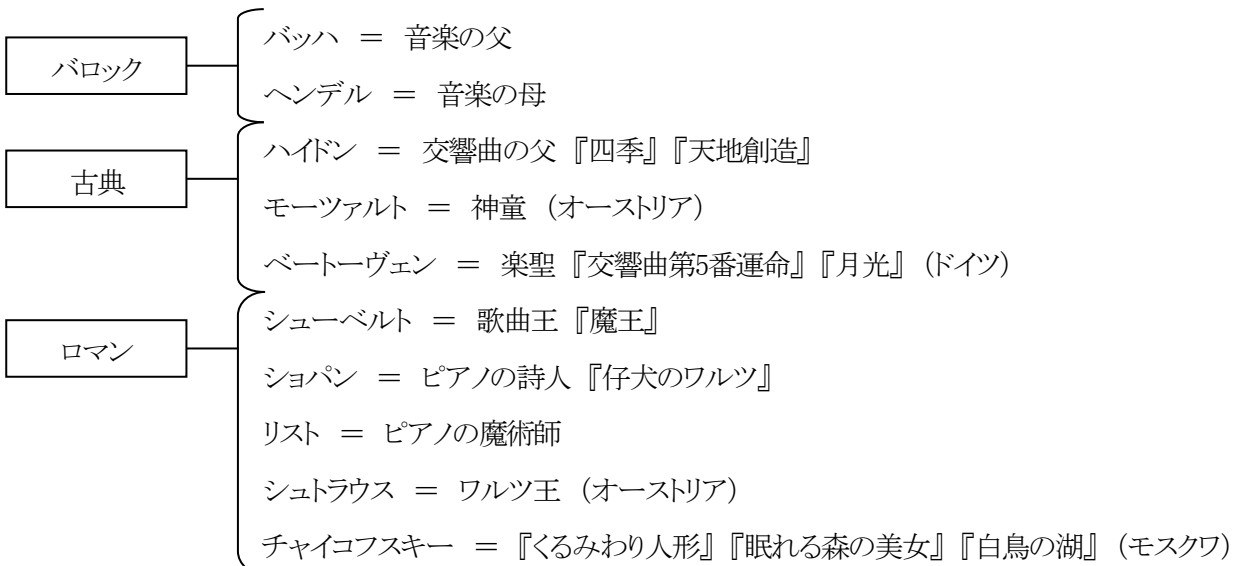 バロック
バッハ ＝ 音楽の父
ヘンデル ＝ 音楽の母
古典
ハイドン ＝ 交響曲の父『四季』『天地創造』
モーツァルト ＝ 神童 (オーストリア)
ベートーヴェン ＝ 楽聖『交響曲第5番運命』『月光』(ドイツ)
ロマン
シューベルト ＝ 歌曲王『魔王』
ショパン ＝ ピアノの詩人『仔犬のワルツ』
リスト ＝ ピアノの魔術師
シュトラウス ＝ ワルツ王 (オーストリア)
チャイコフスキー ＝『くるみわり人形』『眠れる森の美女』『白鳥の湖』(モスクワ)